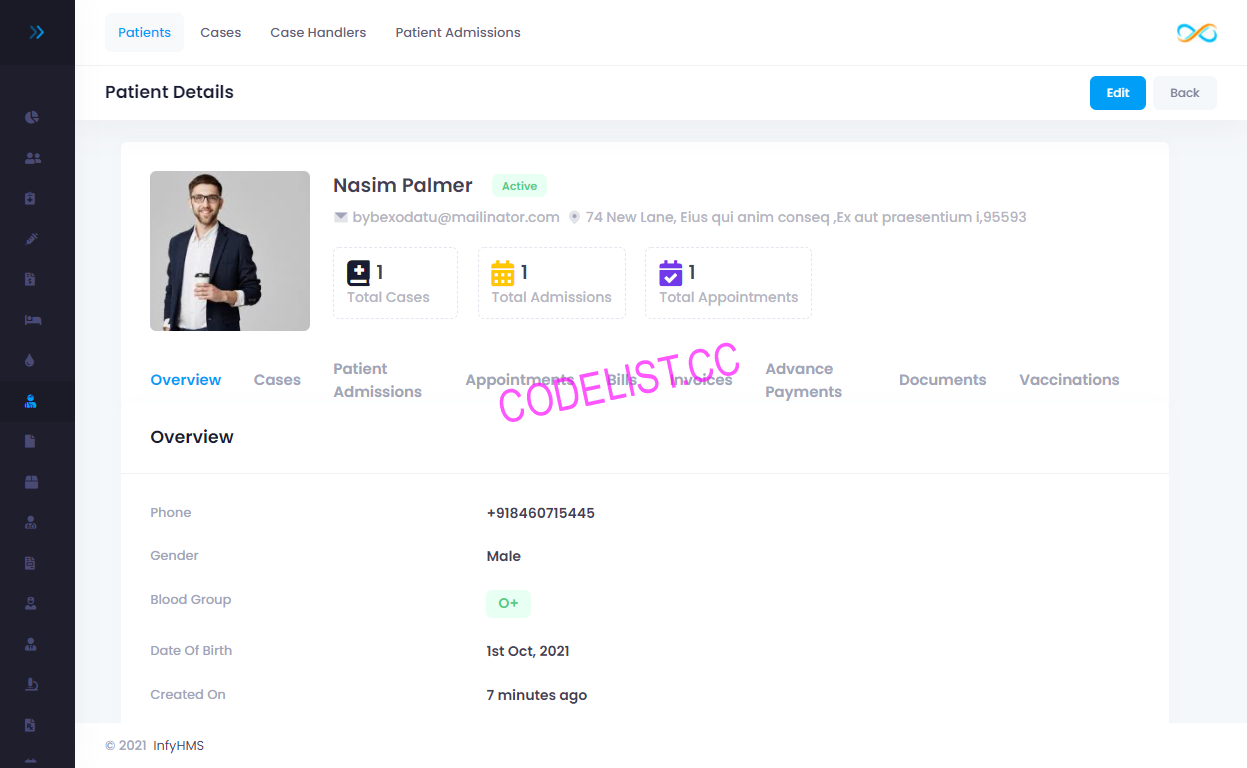 Patients Cases Case Handlers Patient Admissions
Patient Details
Edit Back
Nasim Palmer Active
bybexodatu@mailinator.com 74 New Lane, Eius qui anim conseq ,Ex aut praesentium i,95593
1 1 1
Total Cases Total Admissions Total Appointments
Overview Cases Patient Admissions Appointments Bills Invoices Advance Payments Documents Vaccinations
CODELIST.CC
Overview
Phone +918460715445
Gender Male
Blood Group O+
Date Of Birth 1st Oct, 2021
Created On 7 minutes ago
© 2021 InfyHMS